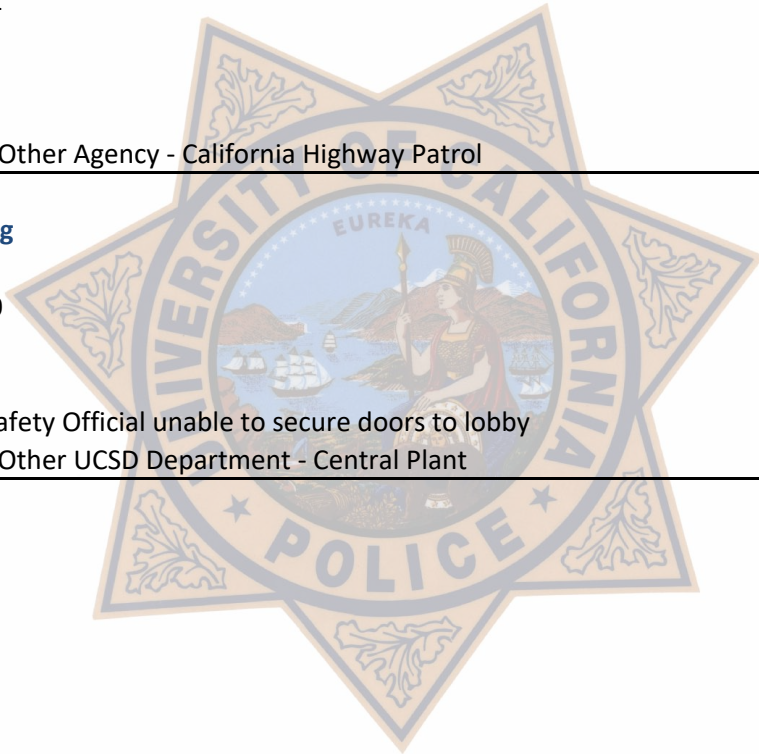 Other Agency - California Highway Patrol
g
afety Official unable to secure doors to lobby
Other UCSD Department - Central Plant
UNIVERSITY OF CALIFORNIA
EUREKA
POLICE